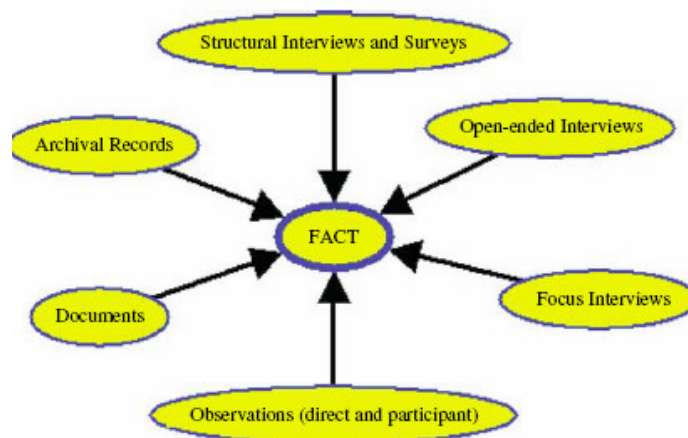 Structural Interviews and Surveys
Open-ended Interviews
Archival Records
FACT
Focus Interviews
Documents
Observations (direct and participant)